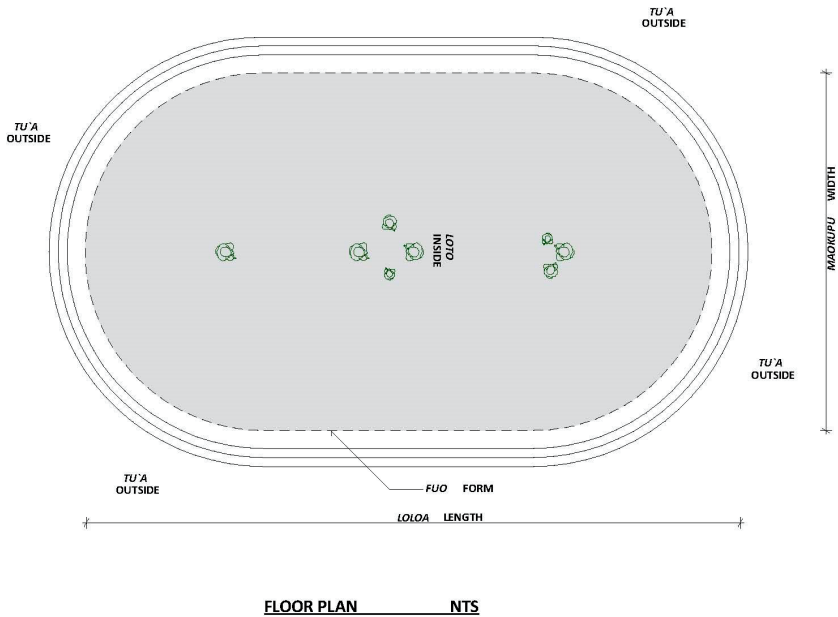 TU`A
OUTSIDE
TU`A
OUTSIDE
MAOKUPU WIDTH
LOTO
INSIDE
TU`A
OUTSIDE
TU`A
OUTSIDE
FUO FORM
LOLOA LENGTH
FLOOR PLAN NTS